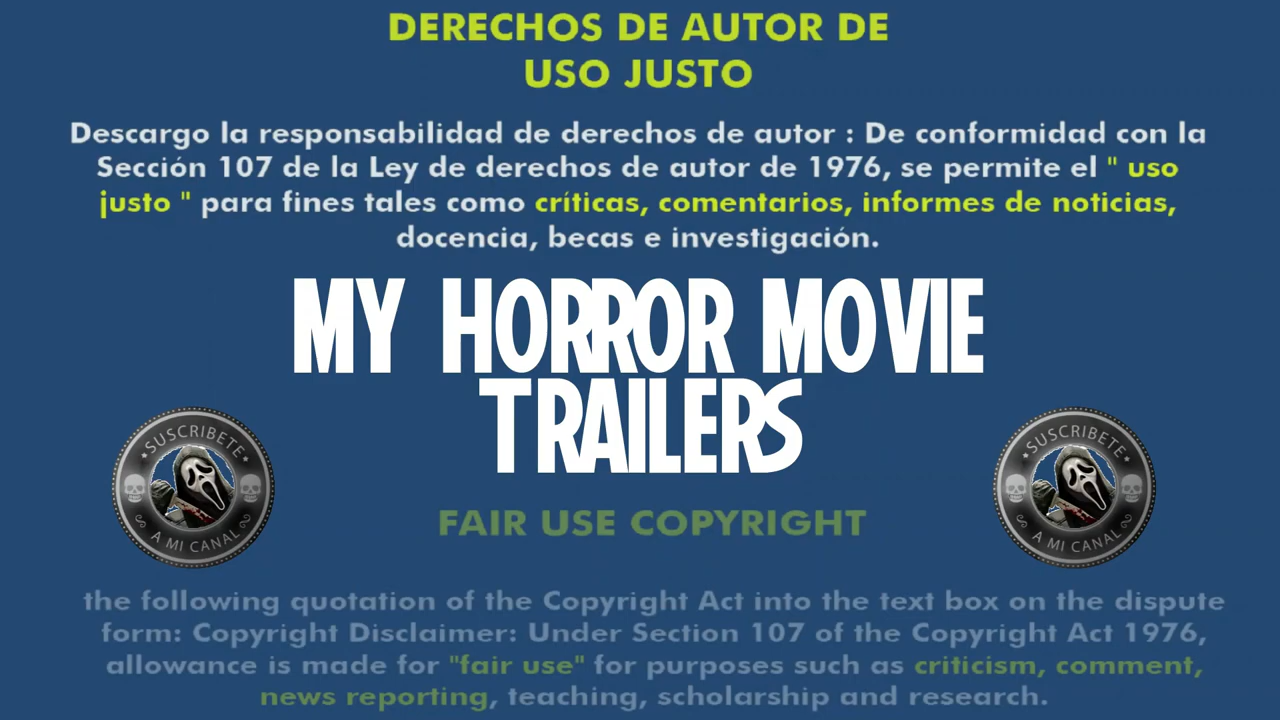 DERECHOS DE AUTOR DE
USO JUSTO
Descargo la responsabilidad de derechos de autor : De conformidad con la
Sección 107 de la Ley de derechos de autor de 1976, se permite el " uso
justo " para fines tales como críticas, comentarios, informes de noticias,
docencia, becas e investigación.
MY HORROR MOVIE
TRAILERS
SUSCRIBETE
A MI CANAL
SUSCRIBETE
A MI CANAL
FAIR USE COPYRIGHT
the following quotation of the Copyright Act into the text box on the dispute
form: Copyright Disclaimer: Under Section 107 of the Copyright Act 1976,
allowance is made for "fair use" for purposes such as criticism, comment,
news reporting, teaching, scholarship and research.